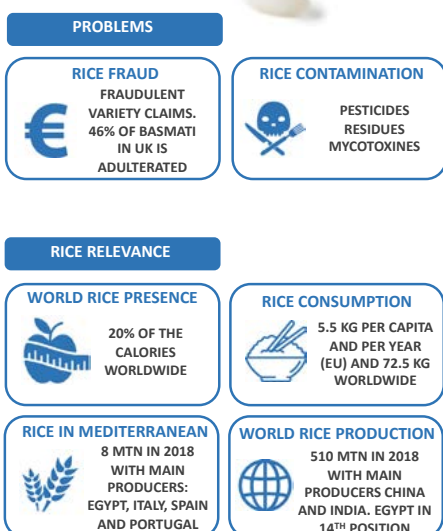 PROBLEMS
RICE FRAUD
FRAUDULENT
VARIETY CLAIMS.
46% OF BASMATI
IN UK IS
ADULTERATED
RICE CONTAMINATION
PESTICIDES
RESIDUES
MYCOTOXINES
RICE RELEVANCE
WORLD RICE PRESENCE
20% OF THE
CALORIES
WORLDWIDE
RICE CONSUMPTION
5.5 KG PER CAPITA
AND PER YEAR
(EU) AND 72.5 KG
WORLDWIDE
RICE IN MEDITERRANEAN
8 MTN IN 2018
WITH MAIN
PRODUCERS:
EGYPT, ITALY, SPAIN
AND PORTUGAL
WORLD RICE PRODUCTION
510 MTN IN 2018
WITH MAIN
PRODUCERS CHINA
AND INDIA. EGYPT IN
14TH POSITION